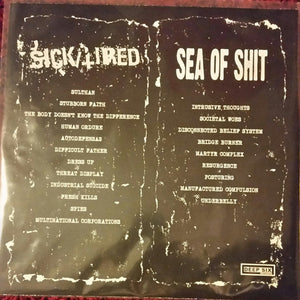 SICK/TIRED
SULTHAN
STUBBORN FAITH
THE BODY DOESN'T KNOW THE DIFFERENCE
HUMAN ORDURE
AUTODEFENSAS
DIFFICULT FATHER
DRESS UP
THREAT DISPLAY
INDUSTRIAL SUICIDE
FRESH KILLS
SPIES
MULTINATIONAL CORPORATIONS
SEA OF SHIT
INTRUSIVE THOUGHTS
SOCIETAL WOES
DISCONNECTED BELIEF SYSTEM
BRIDGE BURNER
MARTYR COMPLEX
RESURGENCE
POSTURING
MANUFACTURED COMPULSION
UNDERBELLY
DEEP SIX